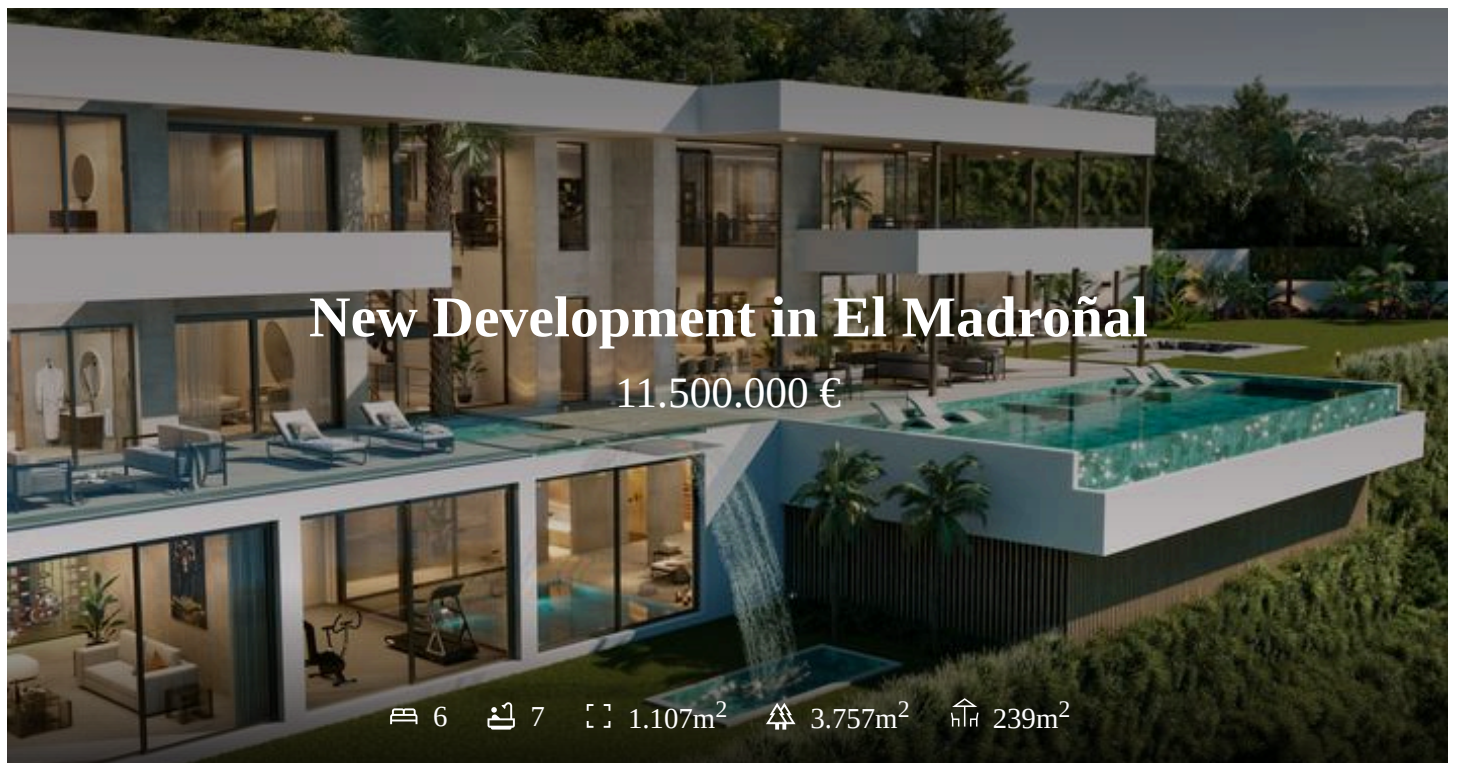 New Development in El Madroñal
11.500.000 €
6 7 1.107m² 3.757m² 239m²